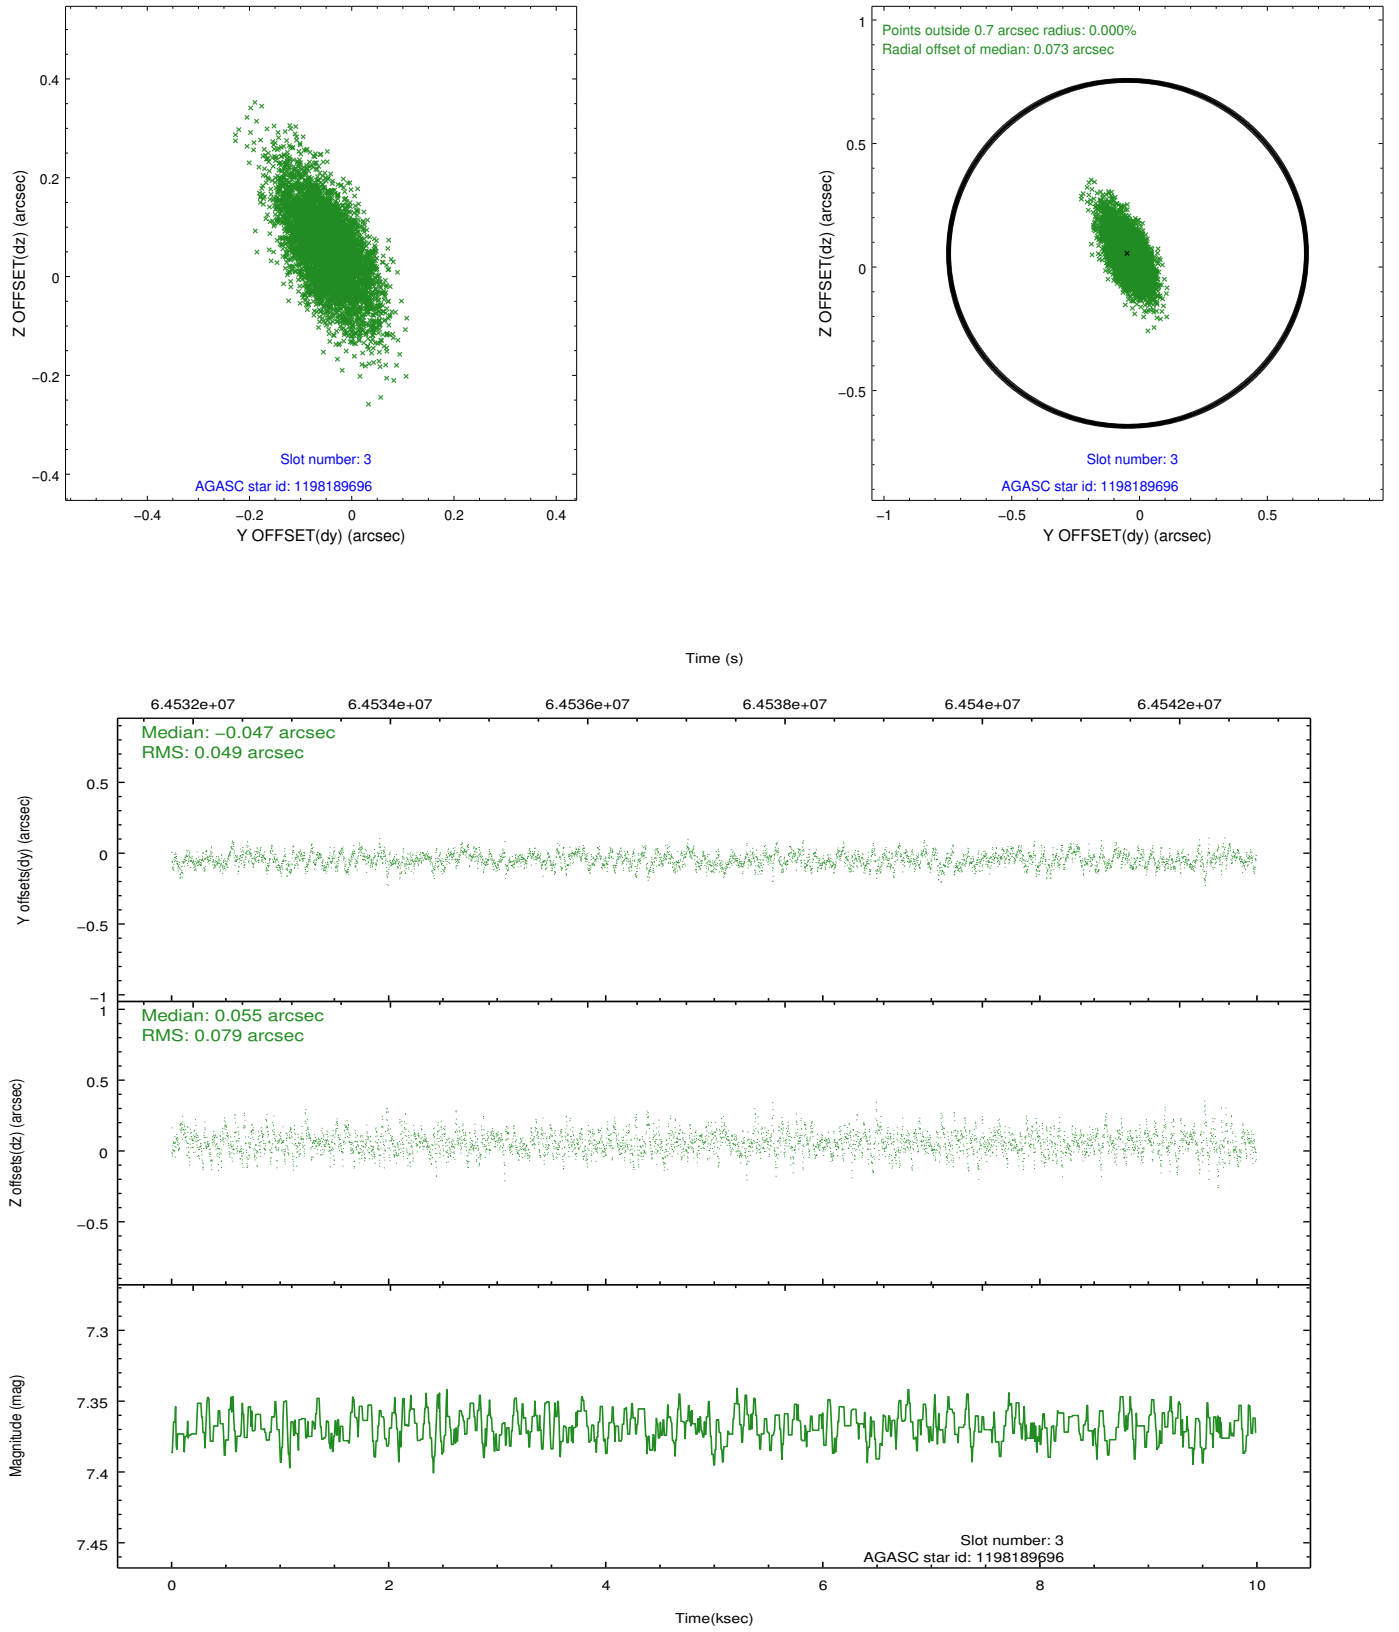 0.4
0.2
0
−0.2
−0.4
Z OFFSET(dz) (arcsec)
Slot number: 3
AGASC star id: 1198189696
−0.4 −0.2 0 0.2 0.4
Y OFFSET(dy) (arcsec)
Points outside 0.7 arcsec radius: 0.000%
Radial offset of median: 0.073 arcsec
1
0.5
0
−0.5
Z OFFSET(dz) (arcsec)
Slot number: 3
AGASC star id: 1198189696
−1 −0.5 0 0.5
Y OFFSET(dy) (arcsec)
Time (s)
6.4532e+07 6.4534e+07 6.4536e+07 6.4538e+07 6.454e+07 6.4542e+07
Median: −0.047 arcsec
RMS: 0.049 arcsec
0.5
0
−0.5
−1
Y offsets(dy) (arcsec)
Median: 0.055 arcsec
RMS: 0.079 arcsec
1
0.5
0
−0.5
Z offsets(dz) (arcsec)
7.3
7.35
7.4
7.45
Magnitude (mag)
Slot number: 3
AGASC star id: 1198189696
0 2 4 6 8 10
Time(ksec)